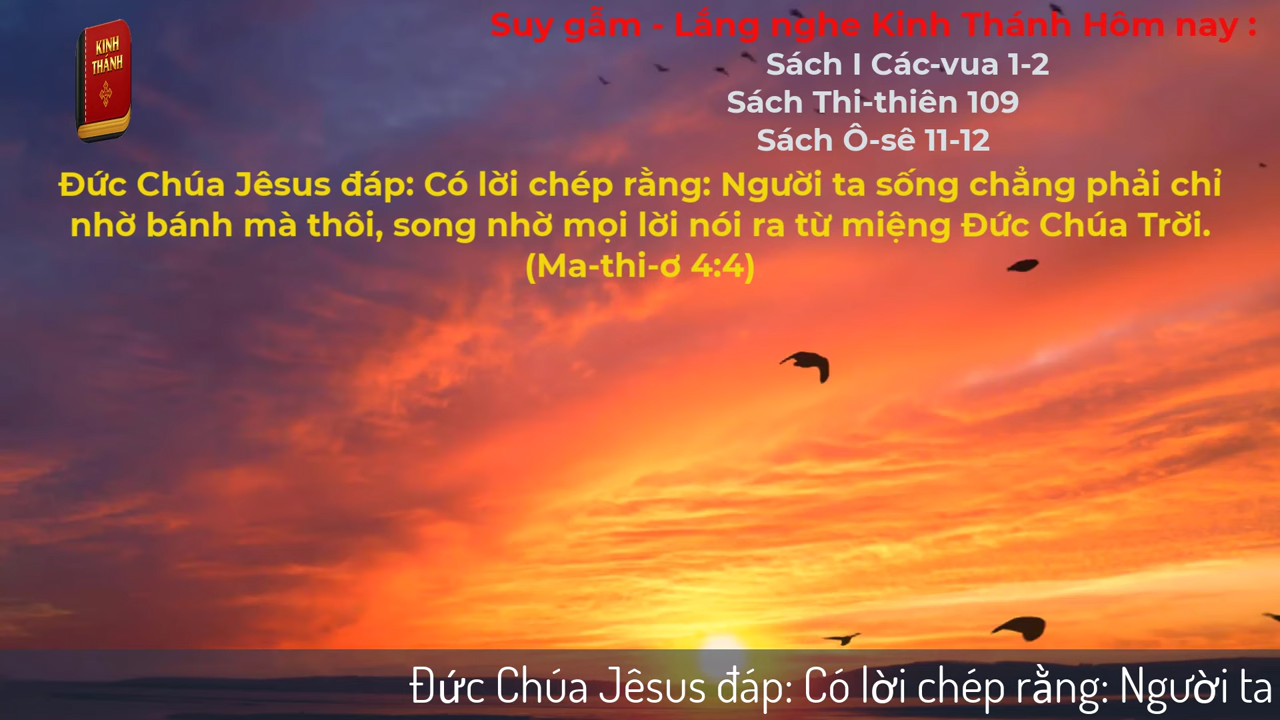 Suy gẫm - Lắng nghe Kinh Thánh Hôm nay :
KINH
THÁNH
Sách I Các-vua 1-2
Sách Thi-thiên 109
Sách Ô-sê 11-12
Đức Chúa Jêsus đáp: Có lời chép rằng: Người ta sống chẳng phải chỉ
nhờ bánh mà thôi, song nhờ mọi lời nói ra từ miệng Đức Chúa Trời.
(Ma-thi-ơ 4:4)
Đức Chúa Jêsus đáp: Có lời chép rằng: Người ta